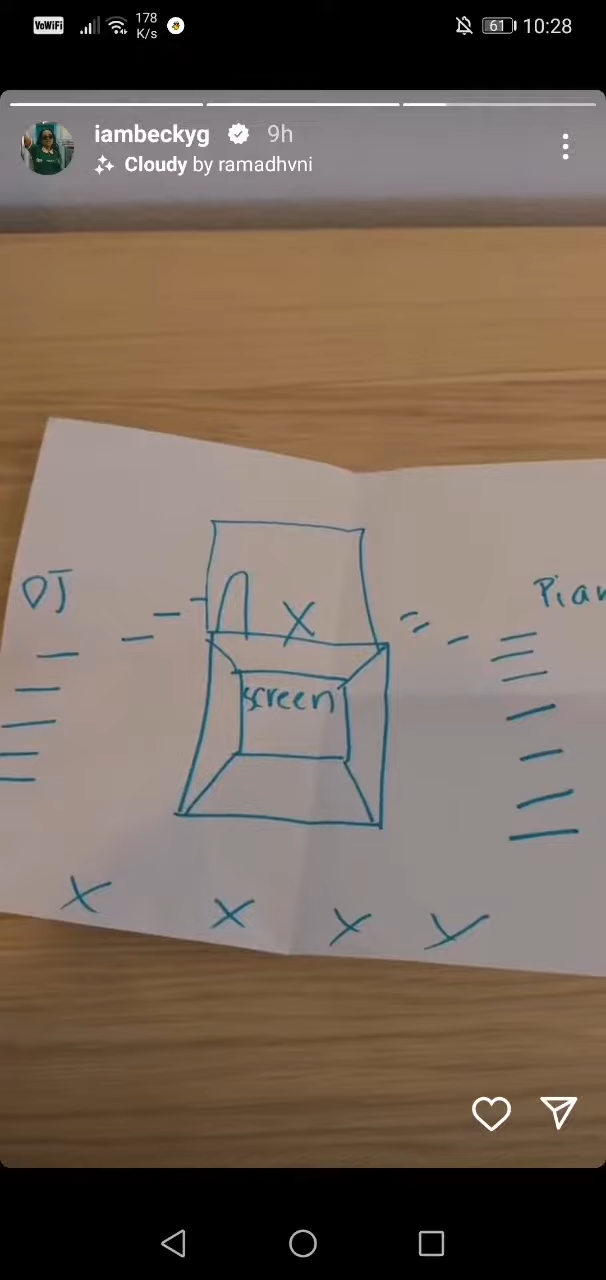 VoWiFi 178 K/s 61 10:28
iambeckyg 9h
Cloudy by ramadhvni
DJ
Pian
X
screen
X X X X